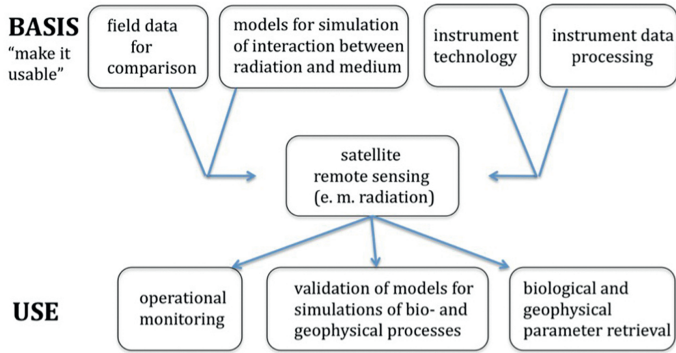 BASIS
"make it
usable"
field data
for
comparison
models for simulation
of interaction between
radiation and medium
instrument
technology
instrument data
processing
satellite
remote sensing
(e. m. radiation)
USE
operational
monitoring
validation of models for
simulations of bio- and
geophysical processes
biological and
geophysical
parameter retrieval